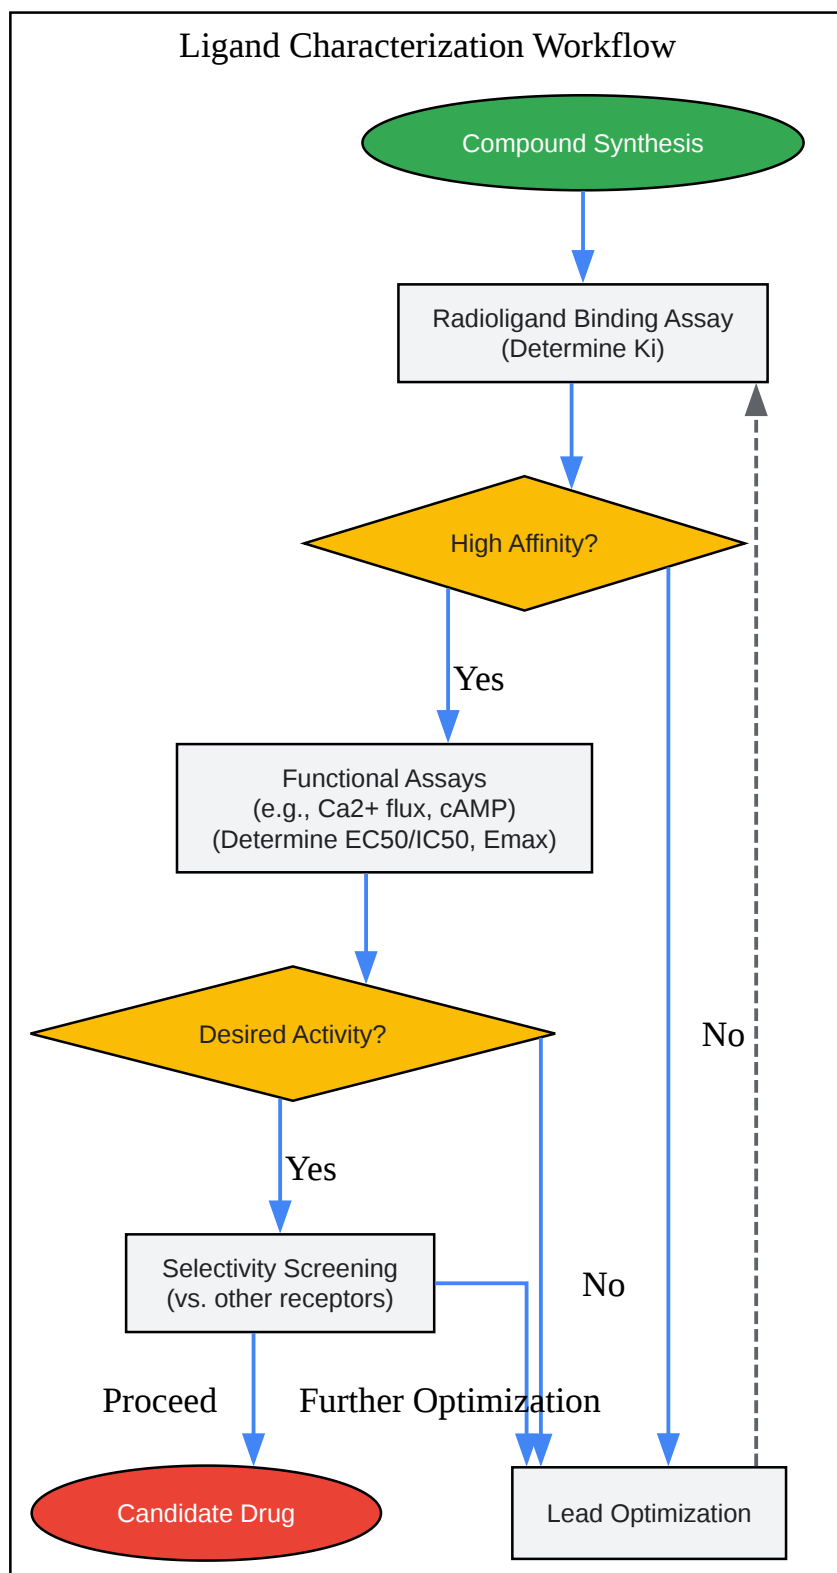 Ligand Characterization Workflow
Compound Synthesis
Radioligand Binding Assay
(Determine Ki)
High Affinity?
Yes
Functional Assays
(e.g., Ca2+ flux, cAMP)
(Determine EC50/IC50, Emax)
Desired Activity?
No
Yes
Selectivity Screening
(vs. other receptors)
No
Proceed
Further Optimization
Candidate Drug
Lead Optimization